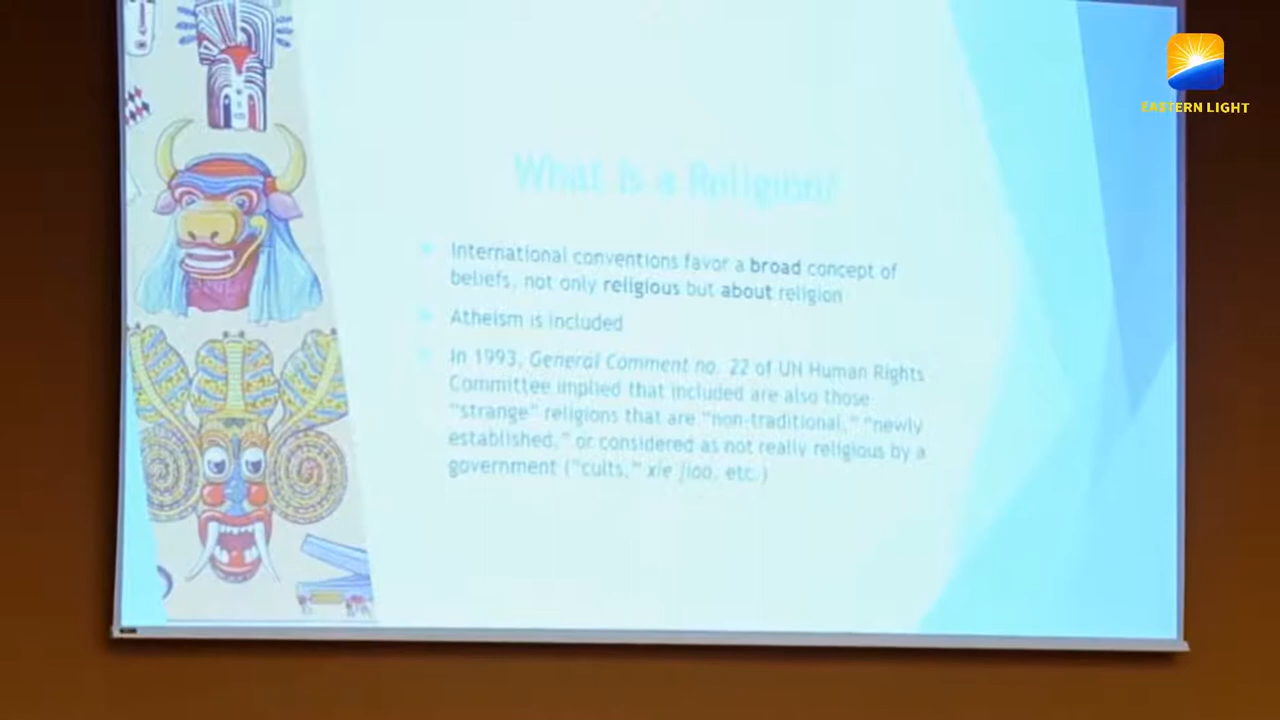 EASTERN LIGHT
What is a Religion?
International conventions favor a broad concept of
beliefs, not only religious but about religion
Atheism is included
In 1993, General Comment no. 22 of UN Human Rights
Committee implied that included are also those
"strange" religions that are "non-traditional," "newly
established," or considered as not really religious by a
government ("cults," xie jiao, etc.)